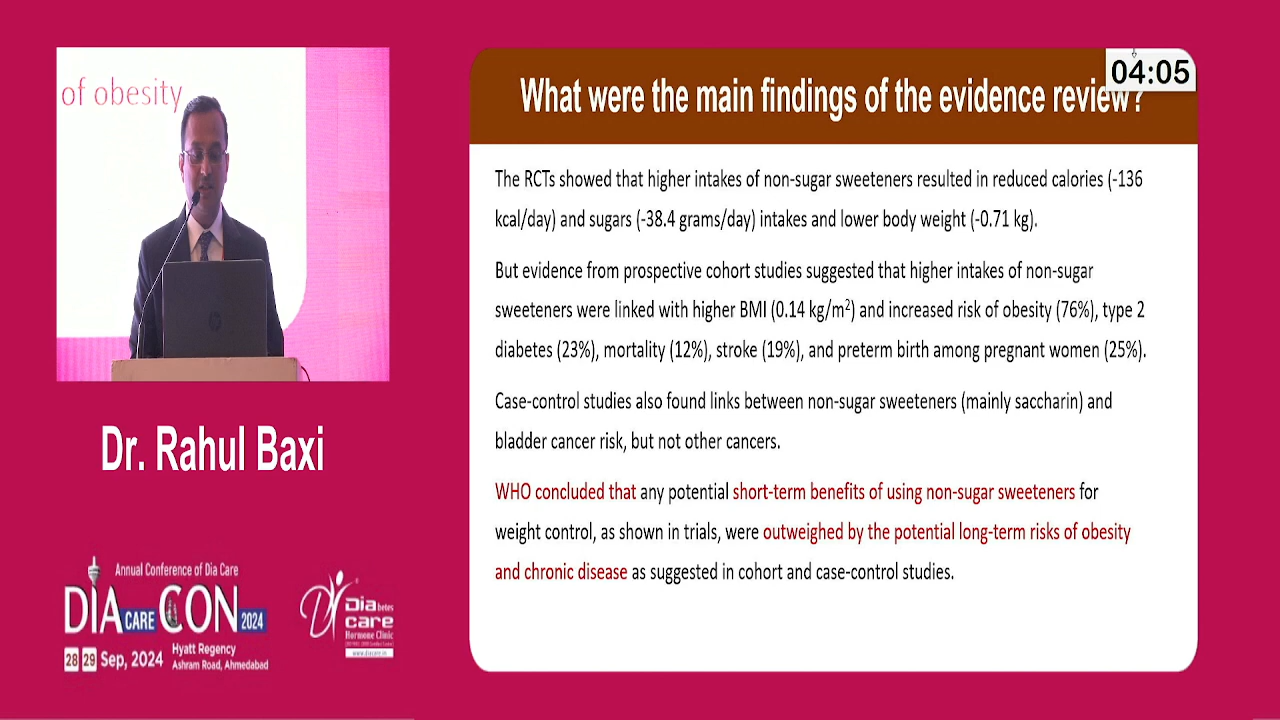 of obesity
Dr. Rahul Baxi
Annual Conference of Dia Care
DIA CARE CON 2024
28 29 Sep, 2024
Hyatt Regency
Ashram Road, Ahmedabad
Diabetes
care
Hormone Clinic
www.diacare.in
04:05
What were the main findings of the evidence review?
The RCTs showed that higher intakes of non-sugar sweeteners resulted in reduced calories (-136
kcal/day) and sugars (-38.4 grams/day) intakes and lower body weight (-0.71 kg).
But evidence from prospective cohort studies suggested that higher intakes of non-sugar
sweeteners were linked with higher BMI (0.14 kg/m²) and increased risk of obesity (76%), type 2
diabetes (23%), mortality (12%), stroke (19%), and preterm birth among pregnant women (25%).
Case-control studies also found links between non-sugar sweeteners (mainly saccharin) and
bladder cancer risk, but not other cancers.
WHO concluded that any potential short-term benefits of using non-sugar sweeteners for
weight control, as shown in trials, were outweighed by the potential long-term risks of obesity
and chronic disease as suggested in cohort and case-control studies.